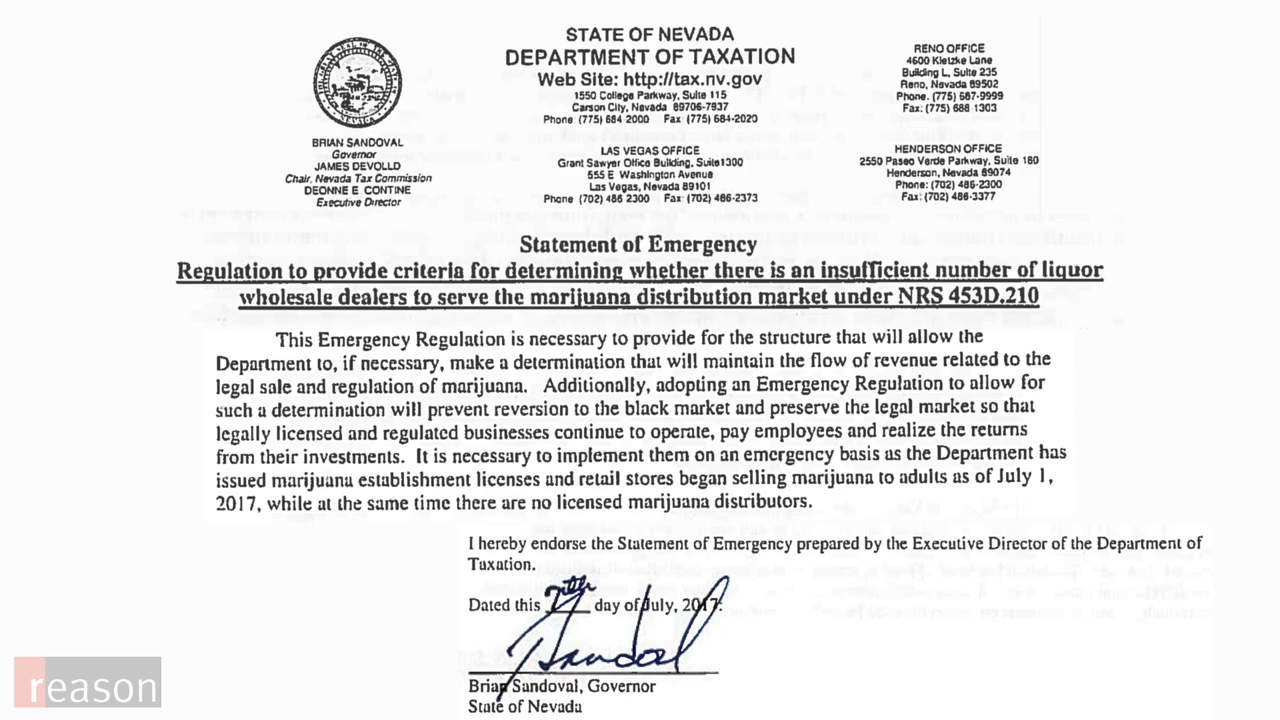 STATE OF NEVADA
DEPARTMENT OF TAXATION
Web Site: http://tax.nv.gov
1550 College Parkway, Suite 115
Carson City, Nevada 89706-7937
Phone: (775) 684-2000 Fax: (775) 684-2020
LAS VEGAS OFFICE
Grant Sawyer Office Building, Suite1300
555 E Washington Avenue
Las Vegas, Nevada 89101
Phone (702) 486 2300 Fax: (702) 486-2373
BRIAN SANDOVAL
Governor
JAMES DEVOLLD
Chair, Nevada Tax Commission
DEONNE E. CONTINE
Executive Director
RENO OFFICE
4600 Kietzke Lane
Building L, Suite 235
Reno, Nevada 89502
Phone. (775) 687-9999
Fax: (775) 688 1303
HENDERSON OFFICE
2550 Paseo Verde Parkway, Suite 180
Henderson, Nevada 89074
Phone: (702) 486-2300
Fax: (702) 486-3377
Statement of Emergency
Regulation to provide criteria for determining whether there is an insufficient number of liquor
wholesale dealers to serve the marijuana distribution market under NRS 453D.210
This Emergency Regulation is necessary to provide for the structure that will allow the
Department to, if necessary, make a determination that will maintain the flow of revenue related to the
legal sale and regulation of marijuana. Additionally, adopting an Emergency Regulation to allow for
such a determination will prevent reversion to the black market and preserve the legal market so that
legally licensed and regulated businesses continue to operate, pay employees and realize the returns
from their investments. It is necessary to implement them on an emergency basis as the Department has
issued marijuana establishment licenses and retail stores began selling marijuana to adults as of July 1,
2017, while at the same time there are no licensed marijuana distributors.
I hereby endorse the Statement of Emergency prepared by the Executive Director of the Department of
Taxation.
Dated this 7th day of July, 2017.
Sandoval
Brian Sandoval, Governor
State of Nevada
reason